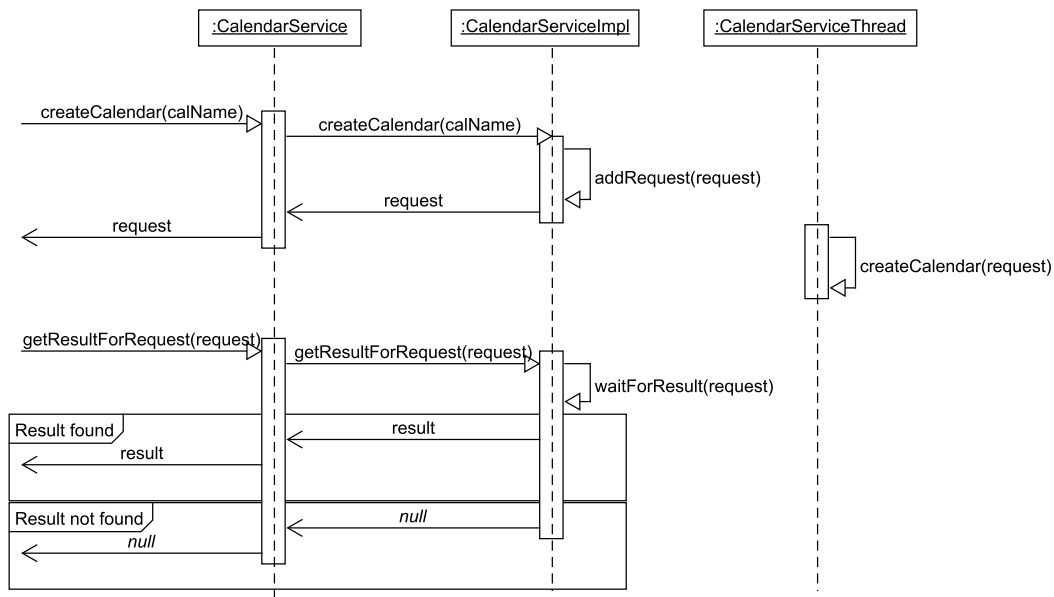 :CalendarService
:CalendarServiceImpl
:CalendarServiceThread
createCalendar(calName)
createCalendar(calName)
addRequest(request)
request
request
createCalendar(request)
getResultForRequest(request)
getResultForRequest(request)
waitForResult(request)
Result found
result
result
Result not found
null
null